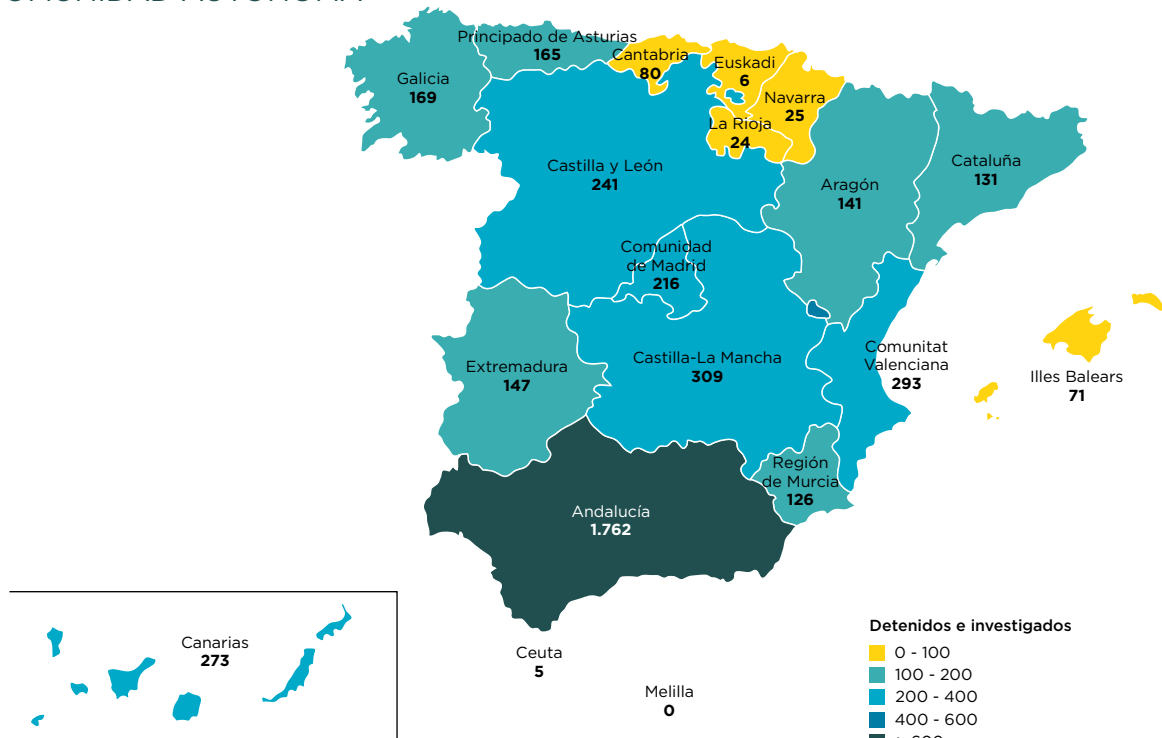 Principado de Asturias
165
Cantabria
80
Euskadi
6
Galicia
169
Navarra
25
La Rioja
24
Castilla y León
241
Cataluña
131
Aragón
141
Comunidad
de Madrid
216
Comunitat
Valenciana
293
Castilla-La Mancha
309
Extremadura
147
Illes Balears
71
Región
de Murcia
126
Andalucía
1.762
Canarias
273
Ceuta
5
Melilla
0
Detenidos e investigados
0 - 100
100 - 200
200 - 400
400 - 600